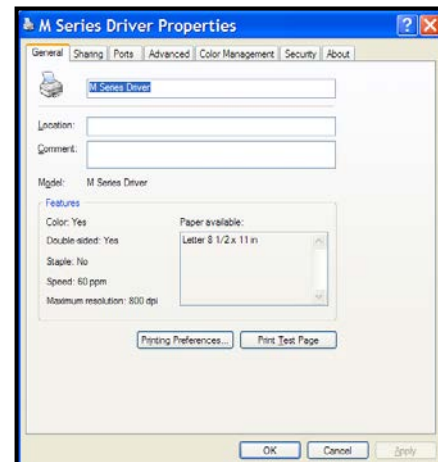 M Series Driver Properties
General Sharing Ports Advanced Color Management Security About
M Series Driver
Location:
Comment:
Model: M Series Driver
Features
Color: Yes
Double-sided: Yes
Staple: No
Speed: 60 ppm
Maximum resolution: 800 dpi
Paper available:
Letter 8 1/2 x 11 in
Printing Preferences... Print Test Page
OK Cancel Apply